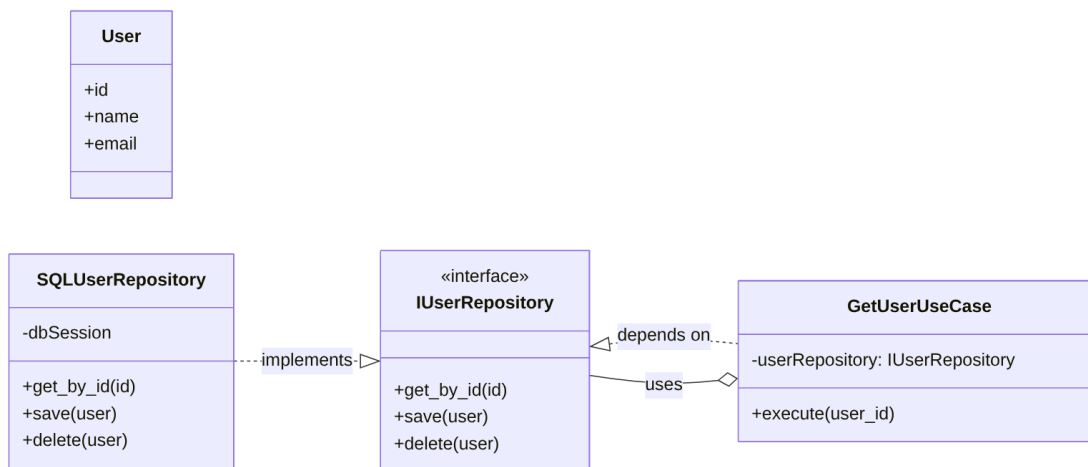 User
+id
+name
+email
SQLUserRepository
-dbSession
+get_by_id(id)
+save(user)
+delete(user)
implements
«interface»
IUserRepository
+get_by_id(id)
+save(user)
+delete(user)
depends on
uses
GetUserUseCase
-userRepository: IUserRepository
+execute(user_id)